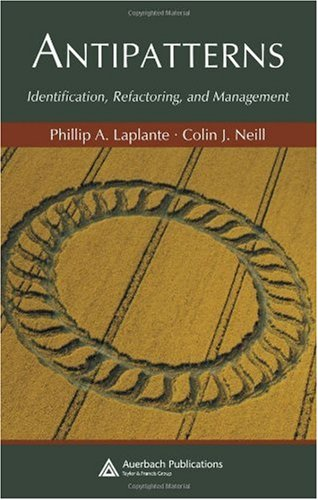 ANTIPATTERNS
Identification, Refactoring, and Management
Phillip A. Laplante · Colin J. Neill
Auerbach Publications
Taylor & Francis Group